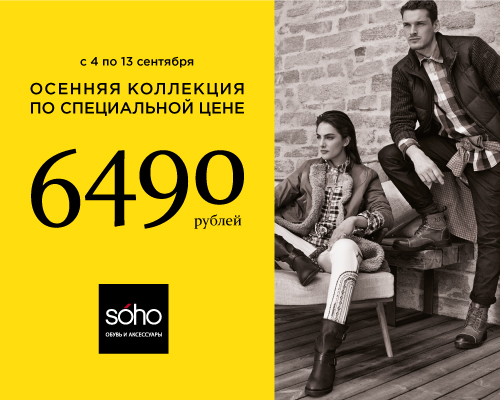 с 4 по 13 сентября
ОСЕННЯЯ КОЛЛЕКЦИЯ
ПО СПЕЦИАЛЬНОЙ ЦЕНЕ
6490
рублей
sóho
ОБУВЬ И АКСЕССУАРЫ